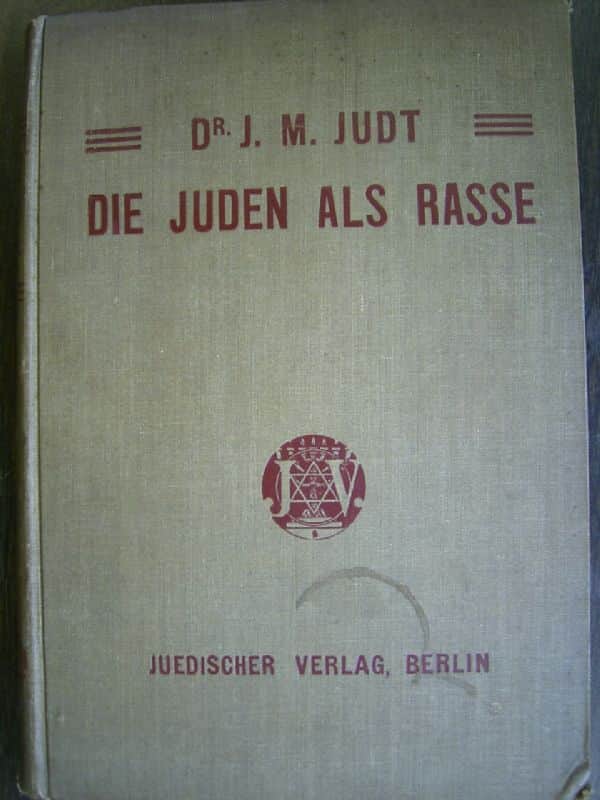 DR. J. M. JUDT
DIE JUDEN ALS RASSE
J.V.
JUEDISCHER VERLAG, BERLIN